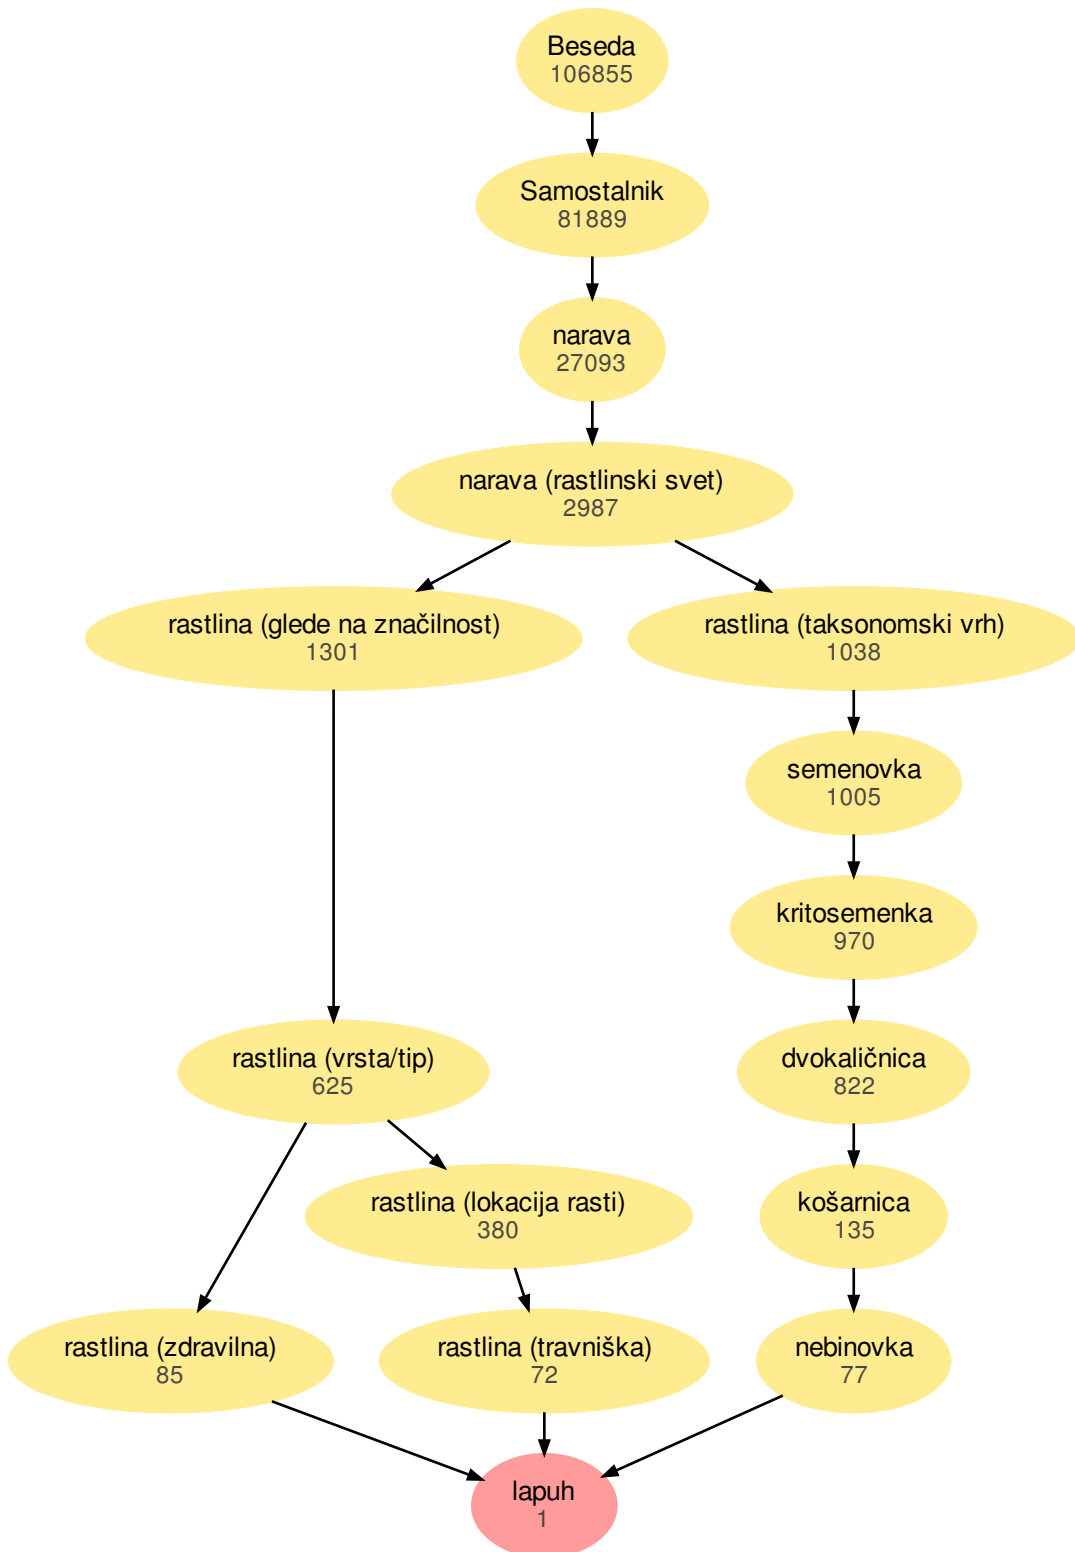 Beseda
106855
Samostalnik
81889
narava
27093
narava (rastlinski svet)
2987
rastlina (glede na značilnost)
1301
rastlina (taksonomski vrh)
1038
semenovka
1005
kritosemenka
970
rastlina (vrsta/tip)
625
dvokaličnica
822
rastlina (lokacija rasti)
380
košarnica
135
rastlina (zdravilna)
85
rastlina (travniška)
72
nebinovka
77
lapuh
1